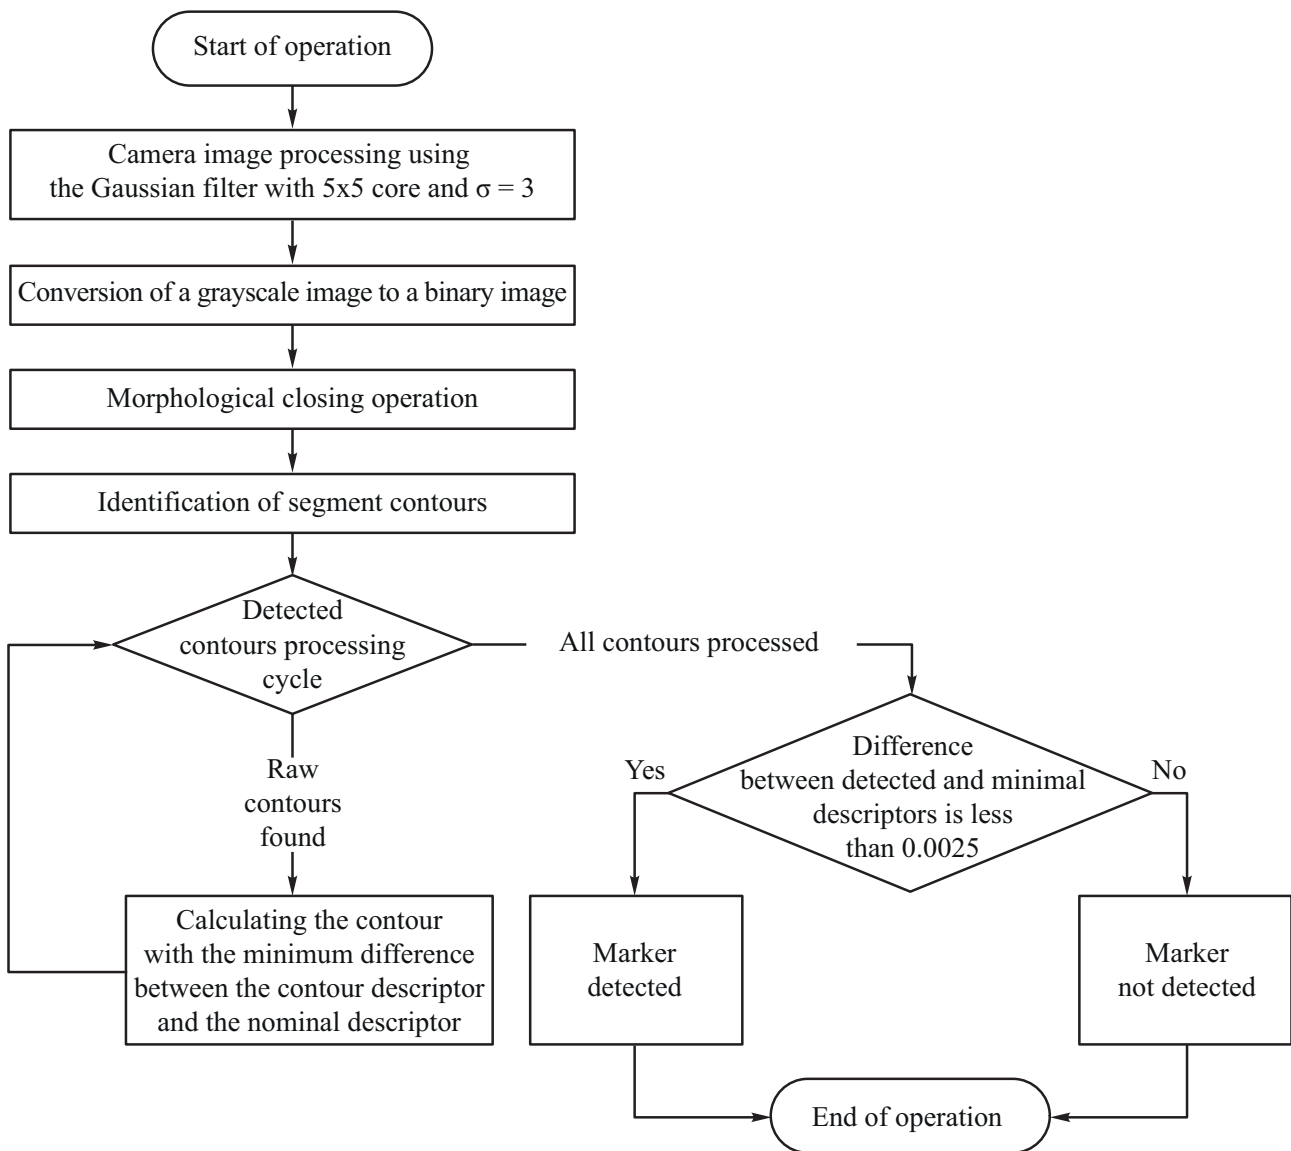 Start of operation
Camera image processing using
the Gaussian filter with 5x5 core and σ = 3
Conversion of a grayscale image to a binary image
Morphological closing operation
Identification of segment contours
Detected
contours processing
cycle
All contours processed
Raw
contours
found
Calculating the contour
with the minimum difference
between the contour descriptor
and the nominal descriptor
Difference
between detected and minimal
descriptors is less
than 0.0025
Yes
No
Marker
detected
Marker
not detected
End of operation